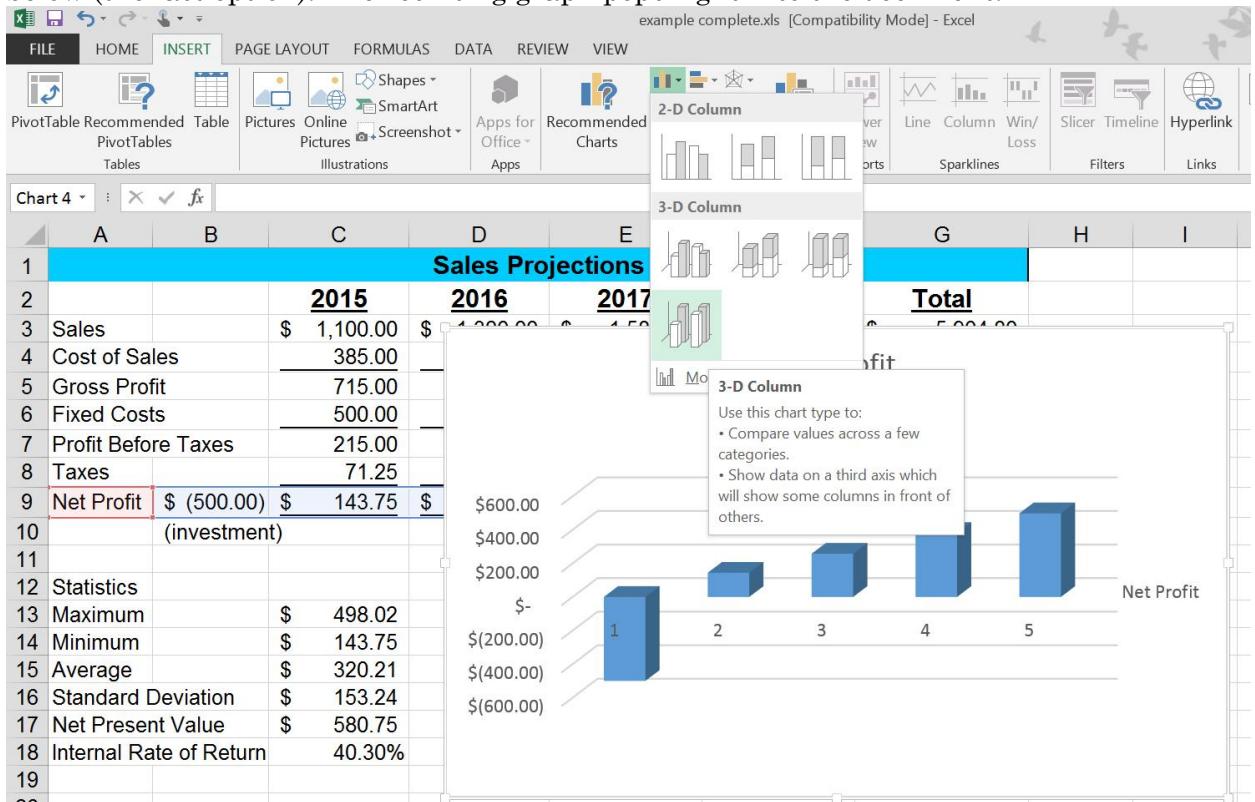 example complete.xls [Compatibility Mode] - Excel
FILE HOME INSERT PAGE LAYOUT FORMULAS DATA REVIEW VIEW
PivotTable Recommended PivotTables Table
Pictures Online Pictures
Shapes
SmartArt
Screenshot
Apps for Office
Recommended Charts
Line Column Win/Loss
Slicer Timeline
Hyperlink
Tables Illustrations Apps Sparklines Filters Links
2-D Column
3-D Column
Chart 4 fx
A B C D E G H I
1 Sales Projections
2 2015 2016 2017 Total
3 Sales $ 1,100.00 $
4 Cost of Sales 385.00
5 Gross Profit 715.00
6 Fixed Costs 500.00
7 Profit Before Taxes 215.00
8 Taxes 71.25
9 Net Profit $ (500.00) $ 143.75 $
10 (investment)
11
12 Statistics
13 Maximum $ 498.02
14 Minimum $ 143.75
15 Average $ 320.21
16 Standard Deviation $ 153.24
17 Net Present Value $ 580.75
18 Internal Rate of Return 40.30%
19
3-D Column
Use this chart type to:
• Compare values across a few
categories.
• Show data on a third axis which
will show some columns in front of
others.
$600.00
$400.00
$200.00
$-
$(200.00)
$(400.00)
$(600.00)
1 2 3 4 5
Net Profit